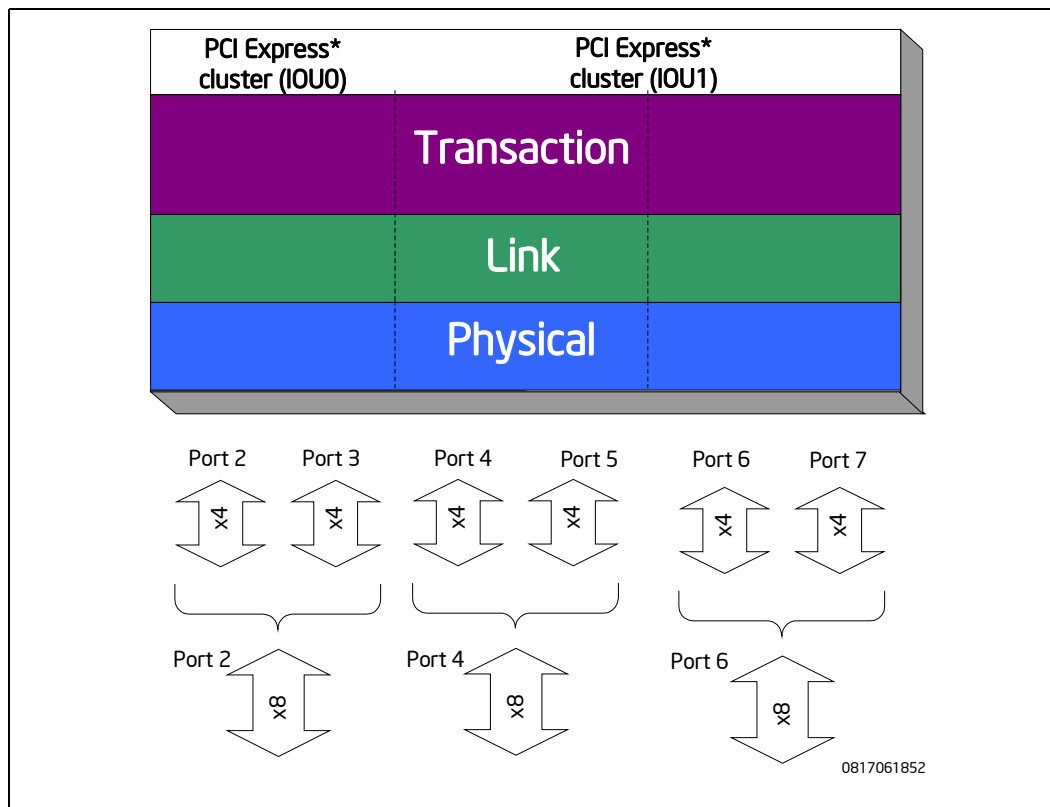 PCI Express*
cluster (IOU0)
PCI Express*
cluster (IOU1)
Transaction
Link
Physical
Port 2
Port 3
Port 4
Port 5
Port 6
Port 7
x4
x4
x4
x4
x4
x4
Port 2
Port 4
Port 6
x8
x8
x8
0817061852